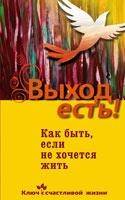 Выход
есть!
Как быть,
если
не хочется
жить
Ключ к счастливой жизни